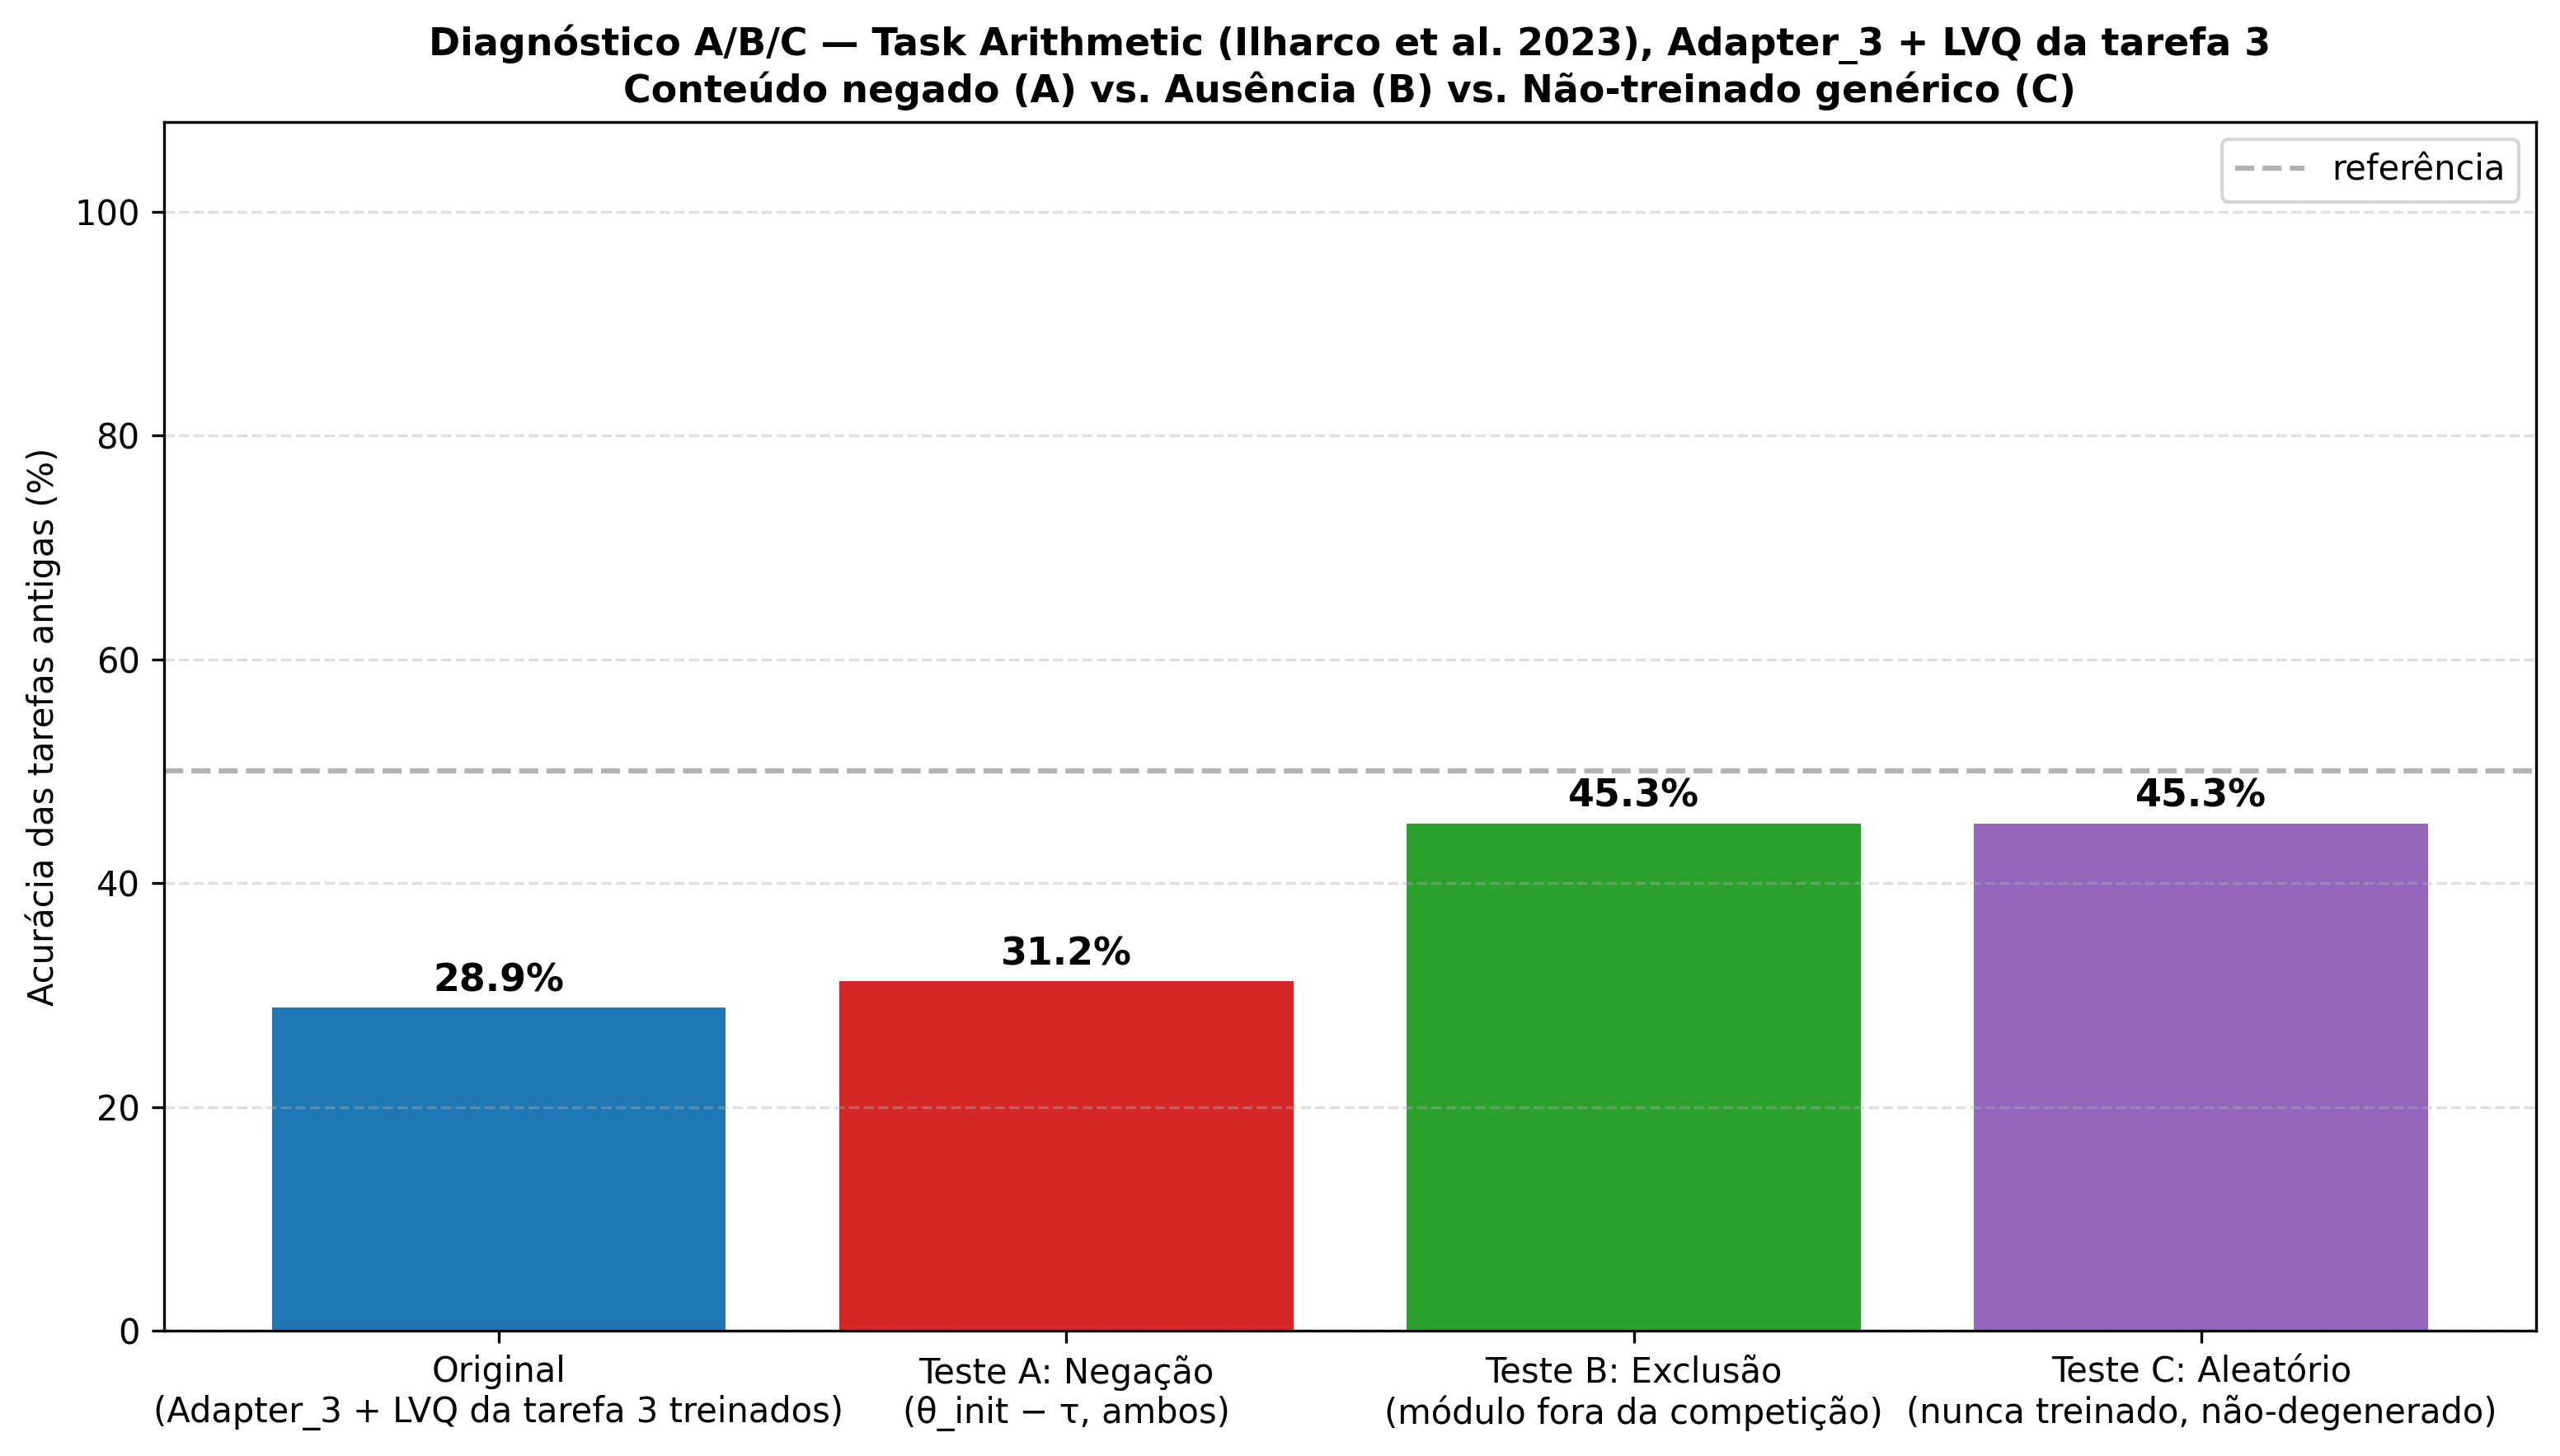 Diagnóstico A/B/C — Task Arithmetic (Ilharco et al. 2023), Adapter_3 + LVQ da tarefa 3
Conteúdo negado (A) vs. Ausência (B) vs. Não-treinado genérico (C)
referência
Acurácia das tarefas antigas (%)
100
80
60
40
20
0
28.9%
31.2%
45.3%
45.3%
Original
(Adapter_3 + LVQ da tarefa 3 treinados)
Teste A: Negação
(θ_init − τ, ambos)
Teste B: Exclusão
(módulo fora da competição)
Teste C: Aleatório
(nunca treinado, não-degenerado)